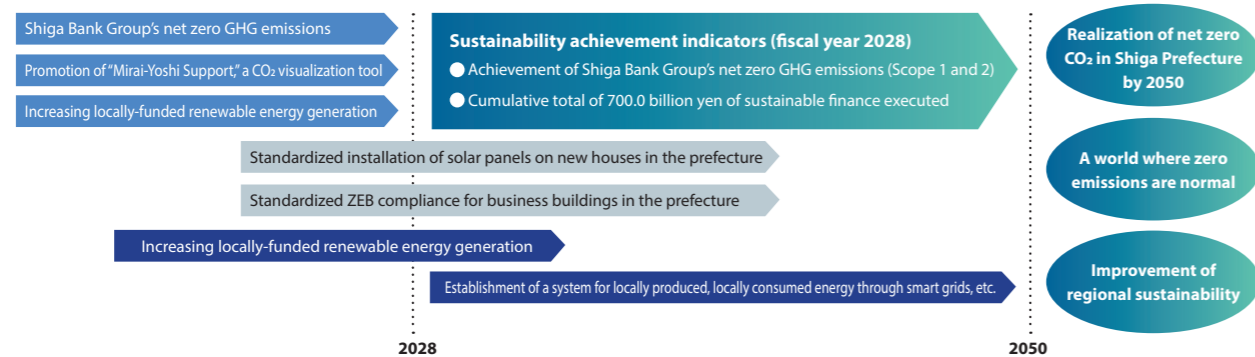 Shiga Bank Group's net zero GHG emissions
Promotion of “Mirai-Yoshi Support,” a CO₂ visualization tool
Increasing locally-funded renewable energy generation
Sustainability achievement indicators (fiscal year 2028)
● Achievement of Shiga Bank Group's net zero GHG emissions (Scope 1 and 2)
● Cumulative total of 700.0 billion yen of sustainable finance executed
Realization of net zero
CO₂ in Shiga Prefecture
by 2050
Standardized installation of solar panels on new houses in the prefecture
Standardized ZEB compliance for business buildings in the prefecture
A world where zero
emissions are normal
Increasing locally-funded renewable energy generation
Establishment of a system for locally produced, locally consumed energy through smart grids, etc.
Improvement of
regional sustainability
2028
2050